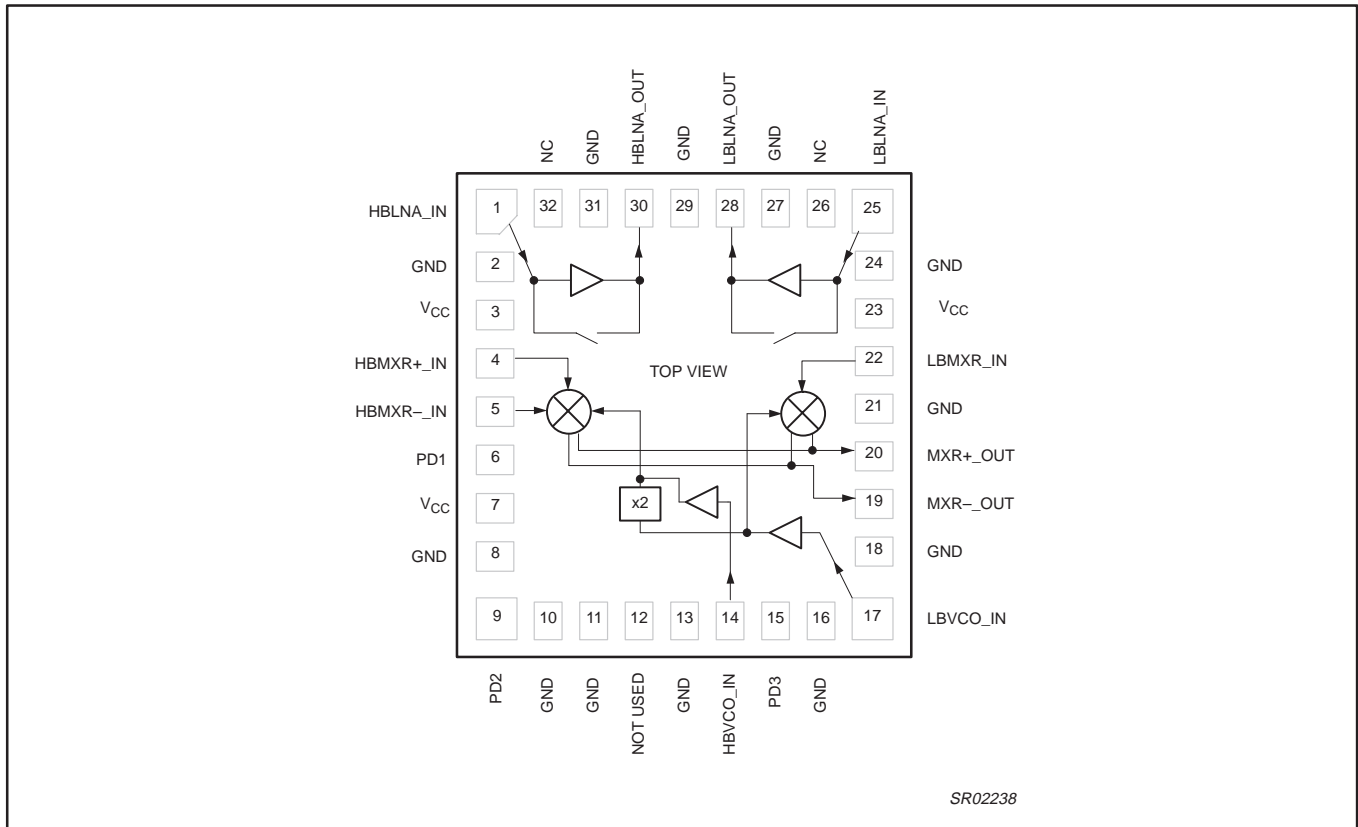 NC
GND
HBLNA_OUT
GND
LBLNA_OUT
GND
NC
LBLNA_IN
HBLNA_IN
1
32
31
30
29
28
27
26
25
GND
2
24
GND
VCC
3
23
VCC
HBMXR+_IN
4
TOP VIEW
22
LBMXR_IN
HBMXR–_IN
5
21
GND
PD1
6
20
MXR+_OUT
VCC
7
x2
19
MXR–_OUT
GND
8
18
GND
9
10
11
12
13
14
15
16
17
LBVCO_IN
PD2
GND
GND
NOT USED
GND
HBVCO_IN
PD3
GND
SR02238